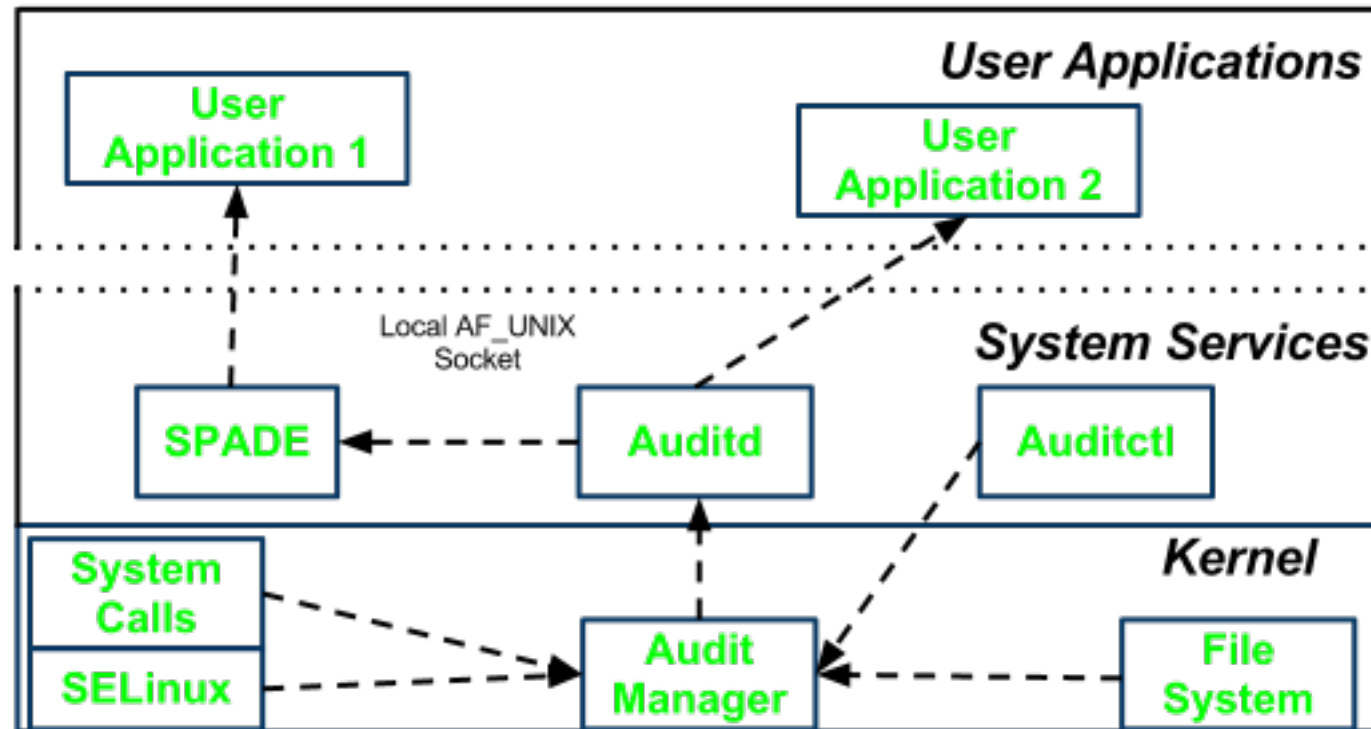 User Applications
User
Application 1
User
Application 2
Local AF_UNIX
Socket
System Services
SPADE
Auditd
Auditctl
Kernel
System
Calls
SELinux
Audit
Manager
File
System